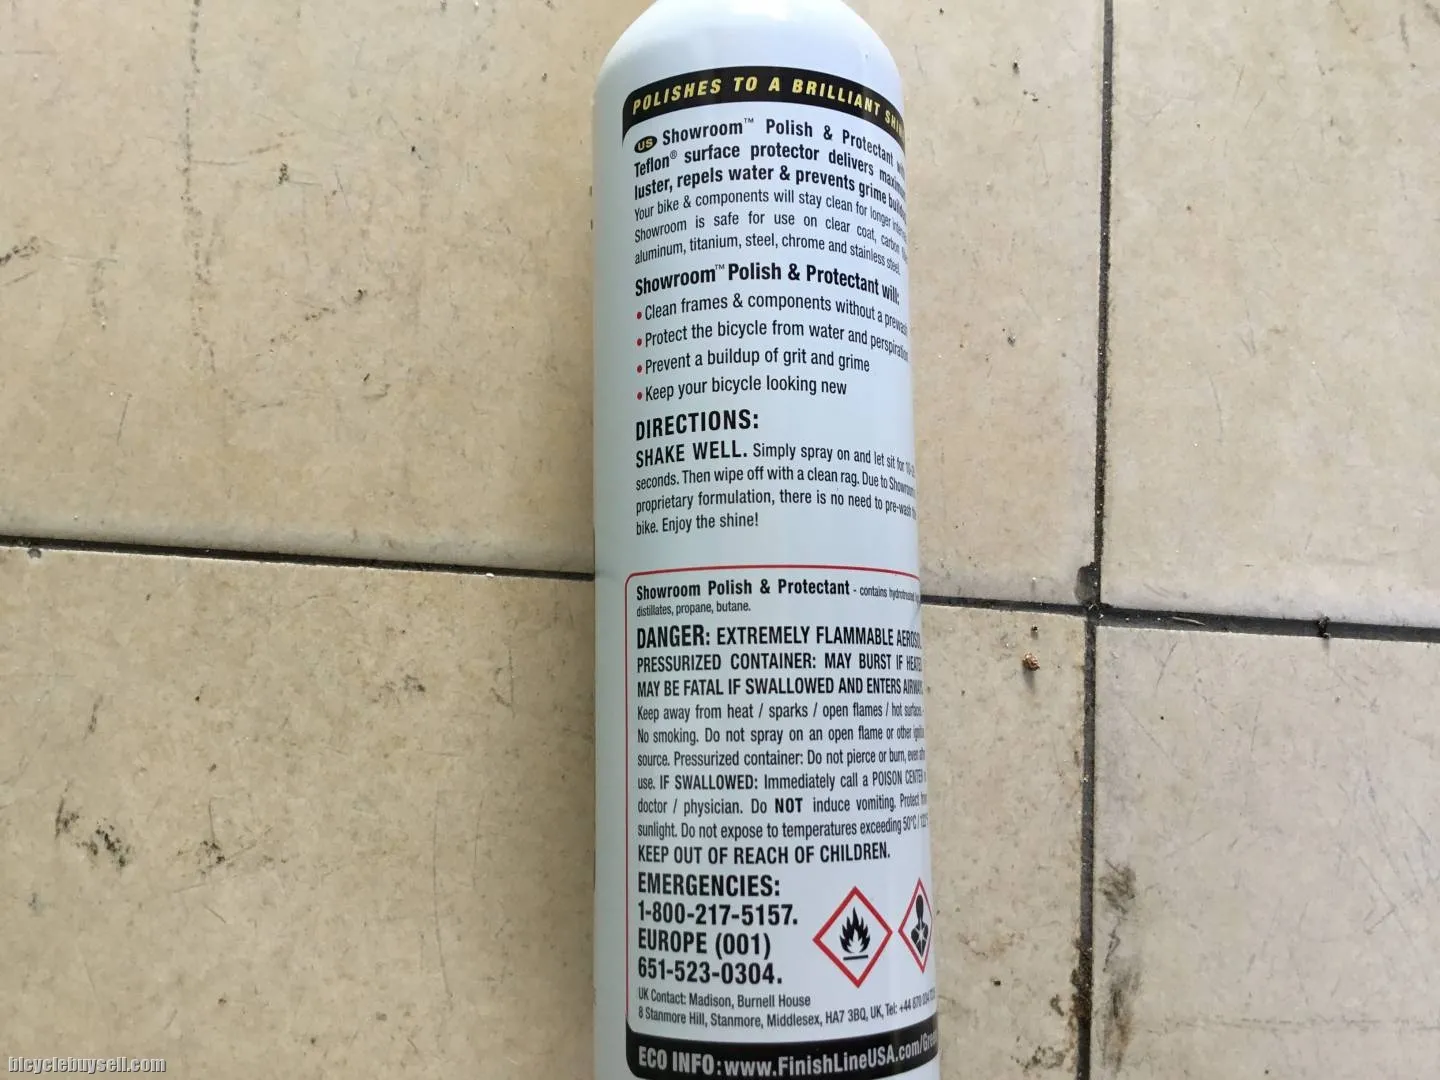 POLISHES TO A BRILLIANT
US Showroom™ Polish & Protectant
Teflon® surface protector delivers
luster, repels water & prevents grime
Your bike & components will stay clean for longer
Showroom is safe for use on clear coat, carbon
aluminum, titanium, steel, chrome and stainless steel.
Showroom™ Polish & Protectant will:
• Clean frames & components without a prewash
• Protect the bicycle from water and perspiration
• Prevent a buildup of grit and grime
• Keep your bicycle looking new
DIRECTIONS:
SHAKE WELL. Simply spray on and let sit for
seconds. Then wipe off with a clean rag. Due to
proprietary formulation, there is no need to pre-wash
bike. Enjoy the shine!
Showroom Polish & Protectant - contains
distillates, propane, butane.
DANGER: EXTREMELY FLAMMABLE
PRESSURIZED CONTAINER: MAY BURST IF
MAY BE FATAL IF SWALLOWED AND ENTERS
Keep away from heat / sparks / open flames / hot
No smoking. Do not spray on an open flame or other
source. Pressurized container: Do not pierce or burn, even
use. IF SWALLOWED: Immediately call a POISON CENTER
doctor / physician. Do NOT induce vomiting. Protect
sunlight. Do not expose to temperatures exceeding 50°C /
KEEP OUT OF REACH OF CHILDREN.
EMERGENCIES:
1-800-217-5157.
EUROPE (001)
651-523-0304.
UK Contact: Madison, Burnell House
8 Stanmore Hill, Stanmore, Middlesex, HA7 3BQ, UK, Tel: +44
ECO INFO: www.FinishLineUSA.com/
bicyclebuysell.com